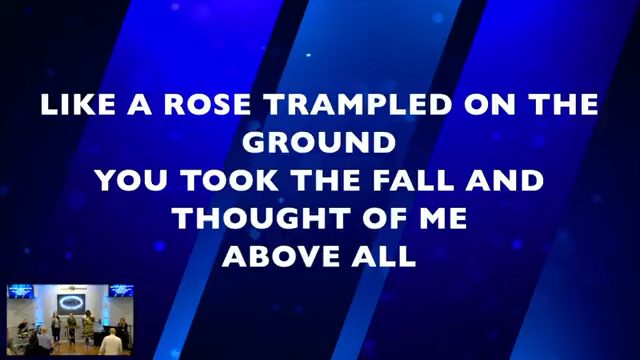 LIKE A ROSE TRAMPLED ON THE
GROUND
YOU TOOK THE FALL AND
THOUGHT OF ME
ABOVE ALL